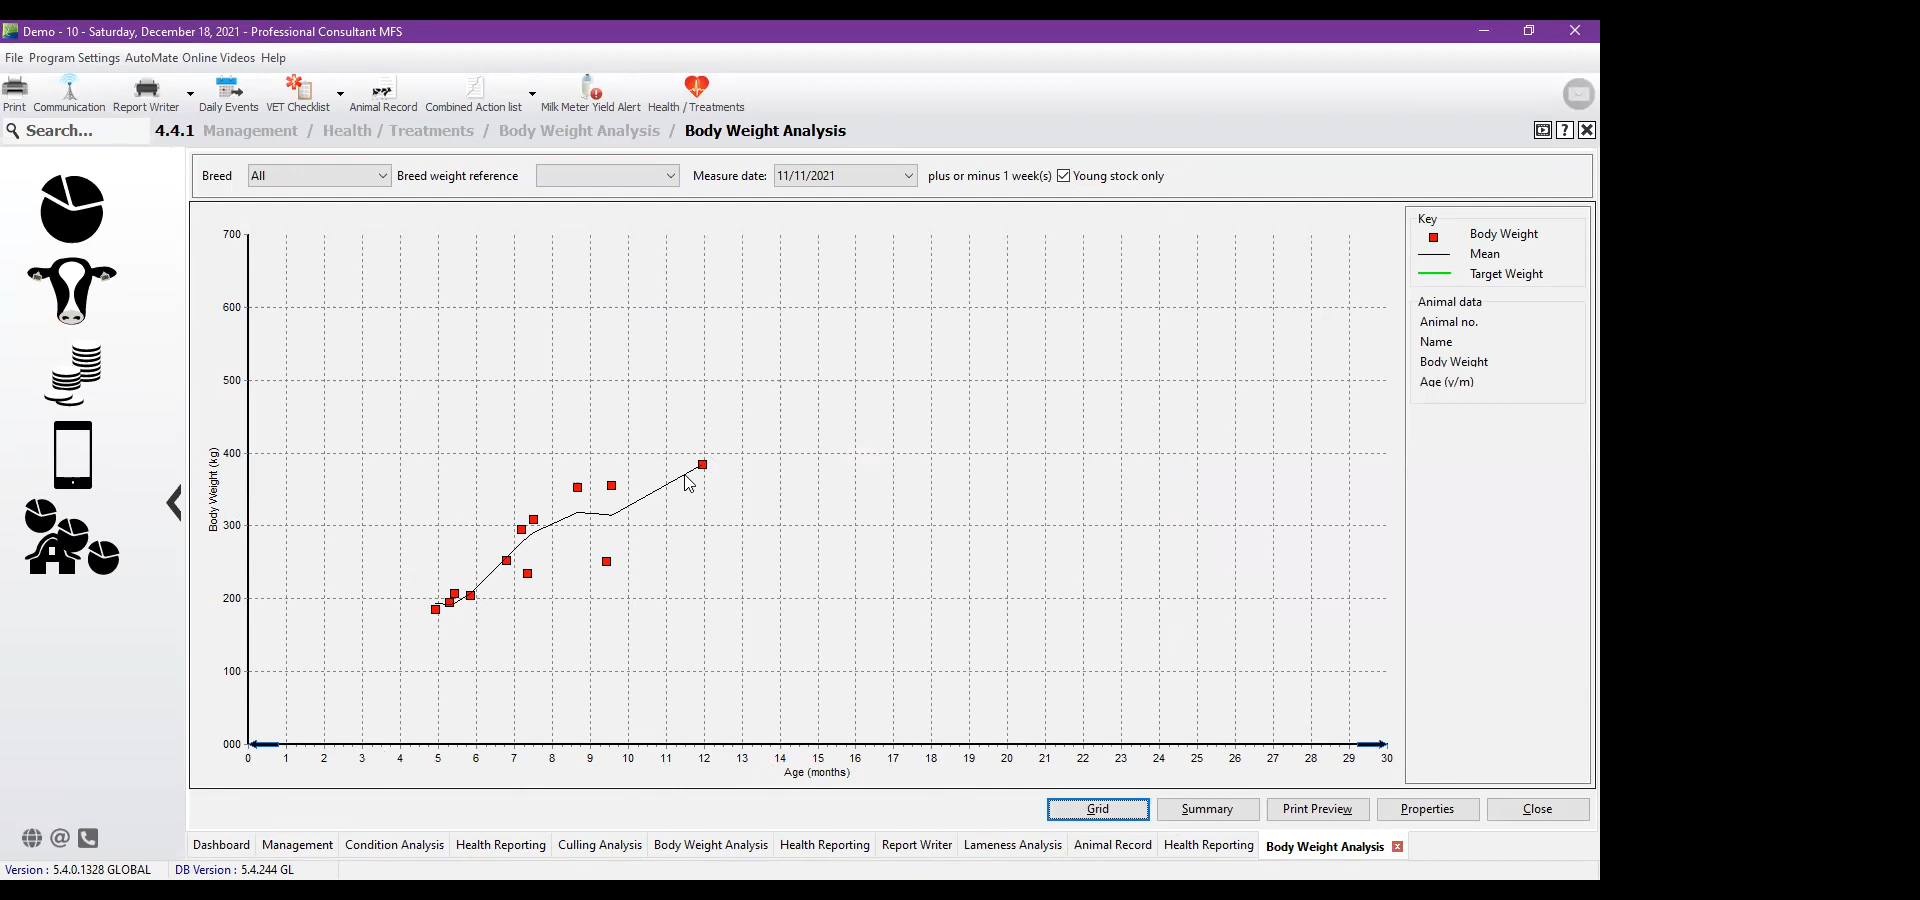 Demo - 10 - Saturday, December 18, 2021 - Professional Consultant MFS
File Program Settings AutoMate Online Videos Help
Print Communication Report Writer Daily Events VET Checklist Animal Record Combined Action list Milk Meter Yield Alert Health / Treatments
Search... 4.4.1 Management / Health / Treatments / Body Weight Analysis / Body Weight Analysis ?
Breed All Breed weight reference Measure date: 11/11/2021 plus or minus 1 week(s) Young stock only
Key
Body Weight
Mean
Target Weight
Animal data
Animal no.
Name
Body Weight
Age (y/m)
700
600
500
400
300
200
100
000
Body Weight (kg)
0 1 2 3 4 5 6 7 8 9 10 11 12 13 14 15 16 17 18 19 20 21 22 23 24 25 26 27 28 29 30
Age (months)
Grid Summary Print Preview Properties Close
Dashboard Management Condition Analysis Health Reporting Culling Analysis Body Weight Analysis Health Reporting Report Writer Lameness Analysis Animal Record Health Reporting Body Weight Analysis
Version : 5.4.0.1328 GLOBAL DB Version : 5.4.244 GL